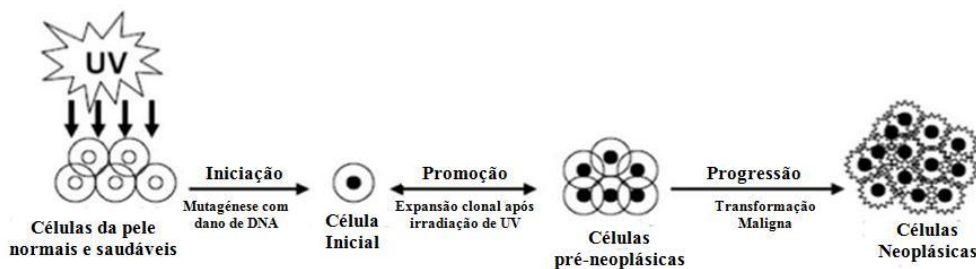 UV
Células da pele
normais e saudáveis
Iniciação
Mutagénese com
dano de DNA
Célula
Inicial
Promoção
Expansão clonal após
irradiação de UV
Células
pré-neoplásicas
Progressão
Transformação
Maligna
Células
Neoplásicas